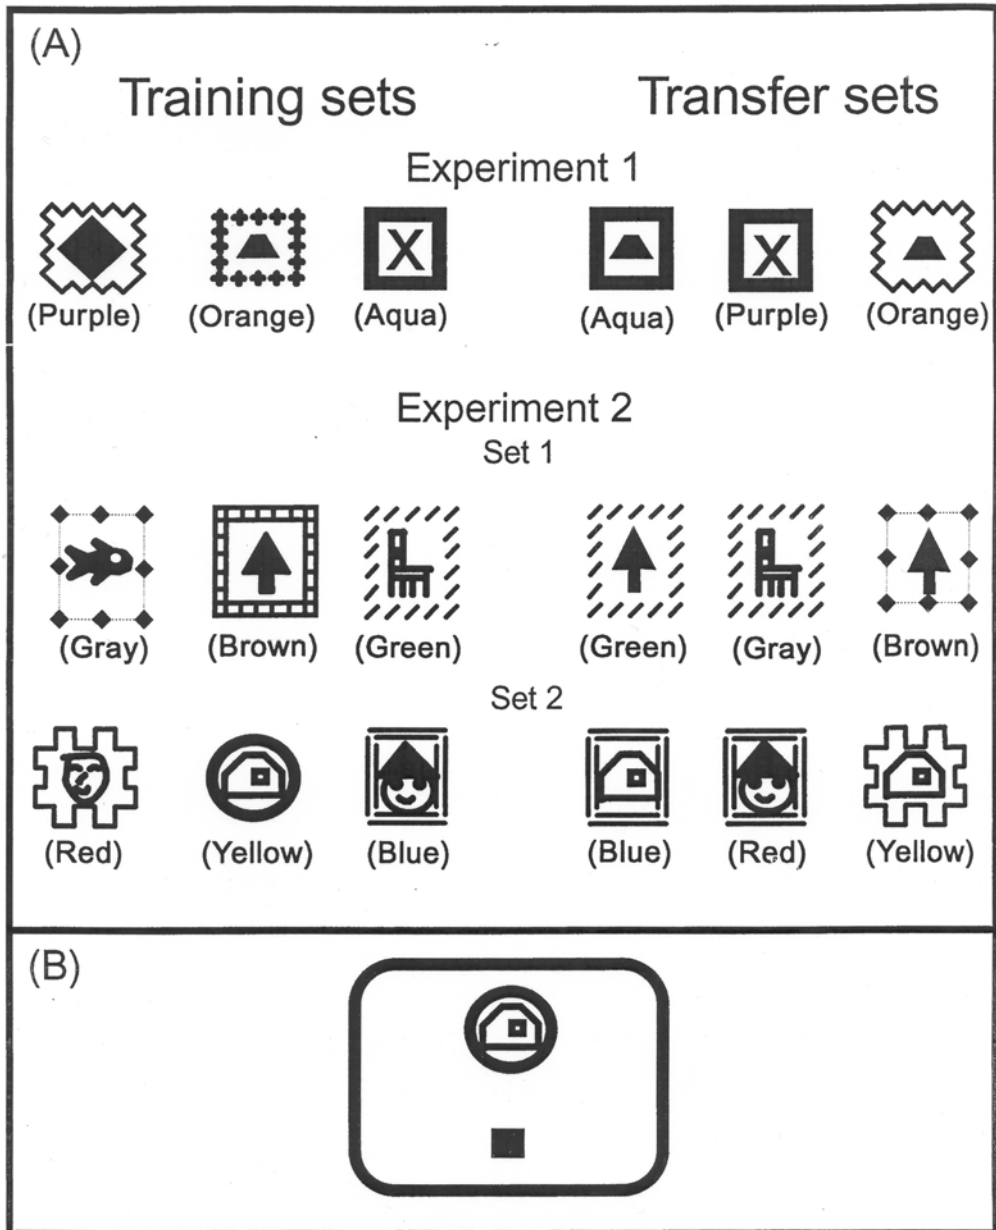 (A)
Training sets Transfer sets
Experiment 1
X X
(Purple) (Orange) (Aqua) (Aqua) (Purple) (Orange)
Experiment 2
Set 1
(Gray) (Brown) (Green) (Green) (Gray) (Brown)
Set 2
(Red) (Yellow) (Blue) (Blue) (Red) (Yellow)
(B)